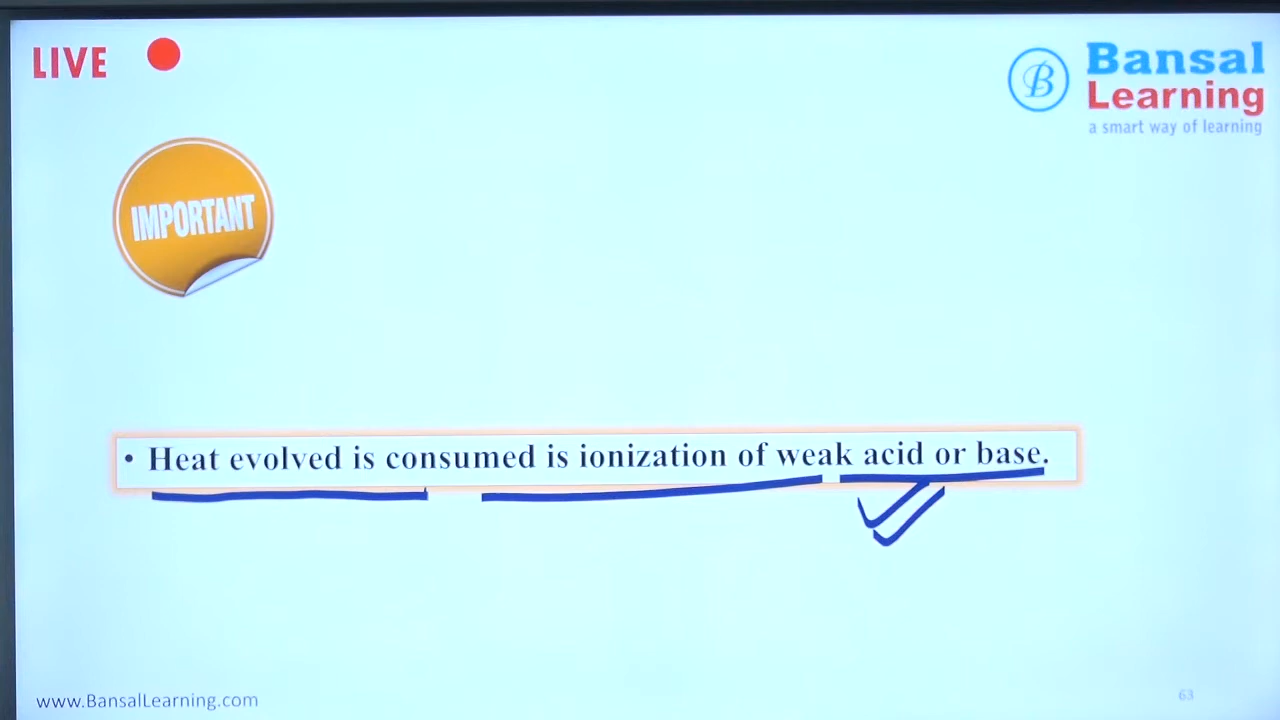 LIVE
B
Bansal
Learning
a smart way of learning
IMPORTANT
• Heat evolved is consumed is ionization of weak acid or base.
www.BansalLearning.com
63